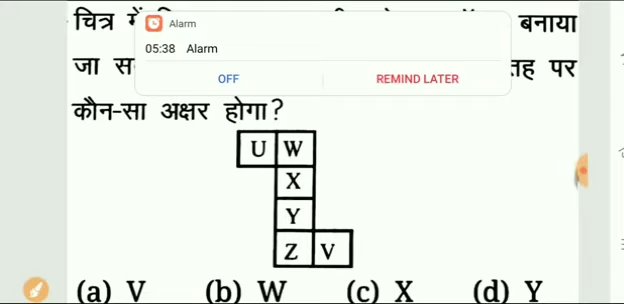 चित्र में
Alarm
बनाया
05:38 Alarm
जा
तह पर
OFF
REMIND LATER
कौन-सा अक्षर होगा?
U W
X
Y
Z V
(a) V (b) W (c) X (d) Y